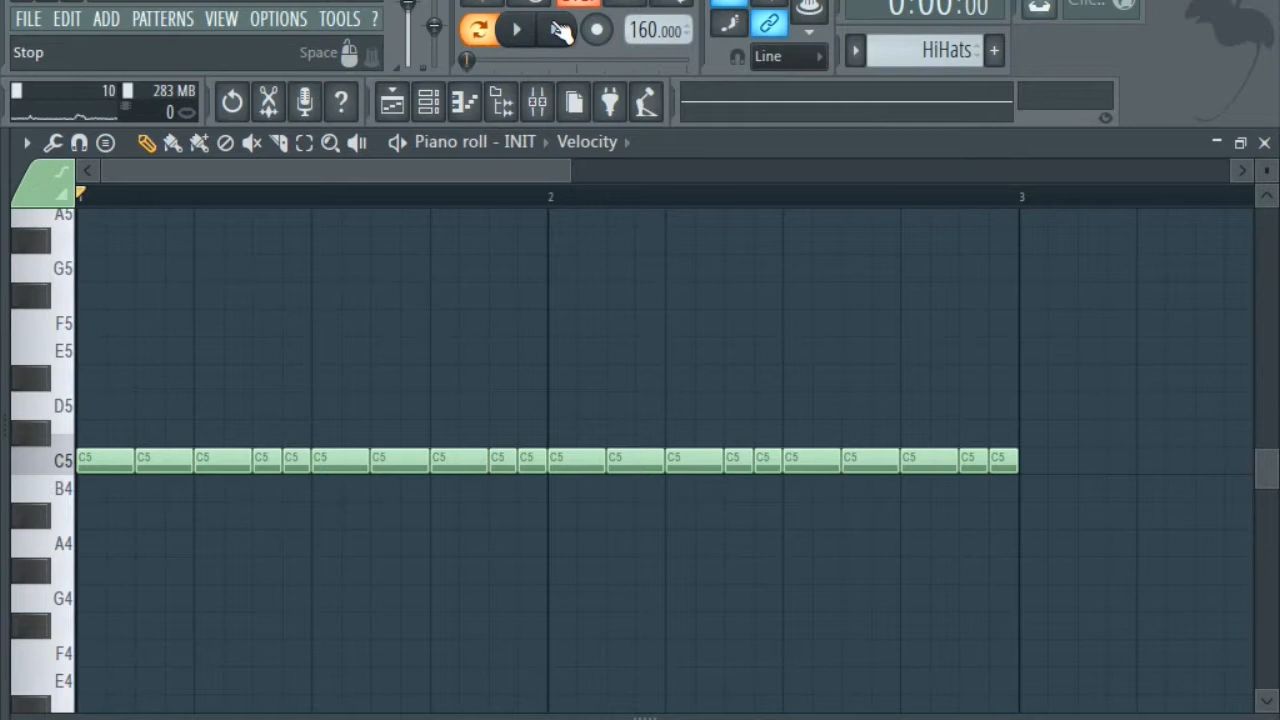 0:00:00
FILE EDIT ADD PATTERNS VIEW OPTIONS TOOLS ?
160.000
Stop
Space
Line
HiHats
+
10
283 MB
0
?
Piano roll - INIT
Velocity
2
3
A5
G5
F5
E5
D5
C5
C5 C5 C5 C5 C5 C5 C5 C5 C5 C5 C5 C5 C5 C5 C5 C5 C5 C5 C5 C5
B4
A4
G4
F4
E4